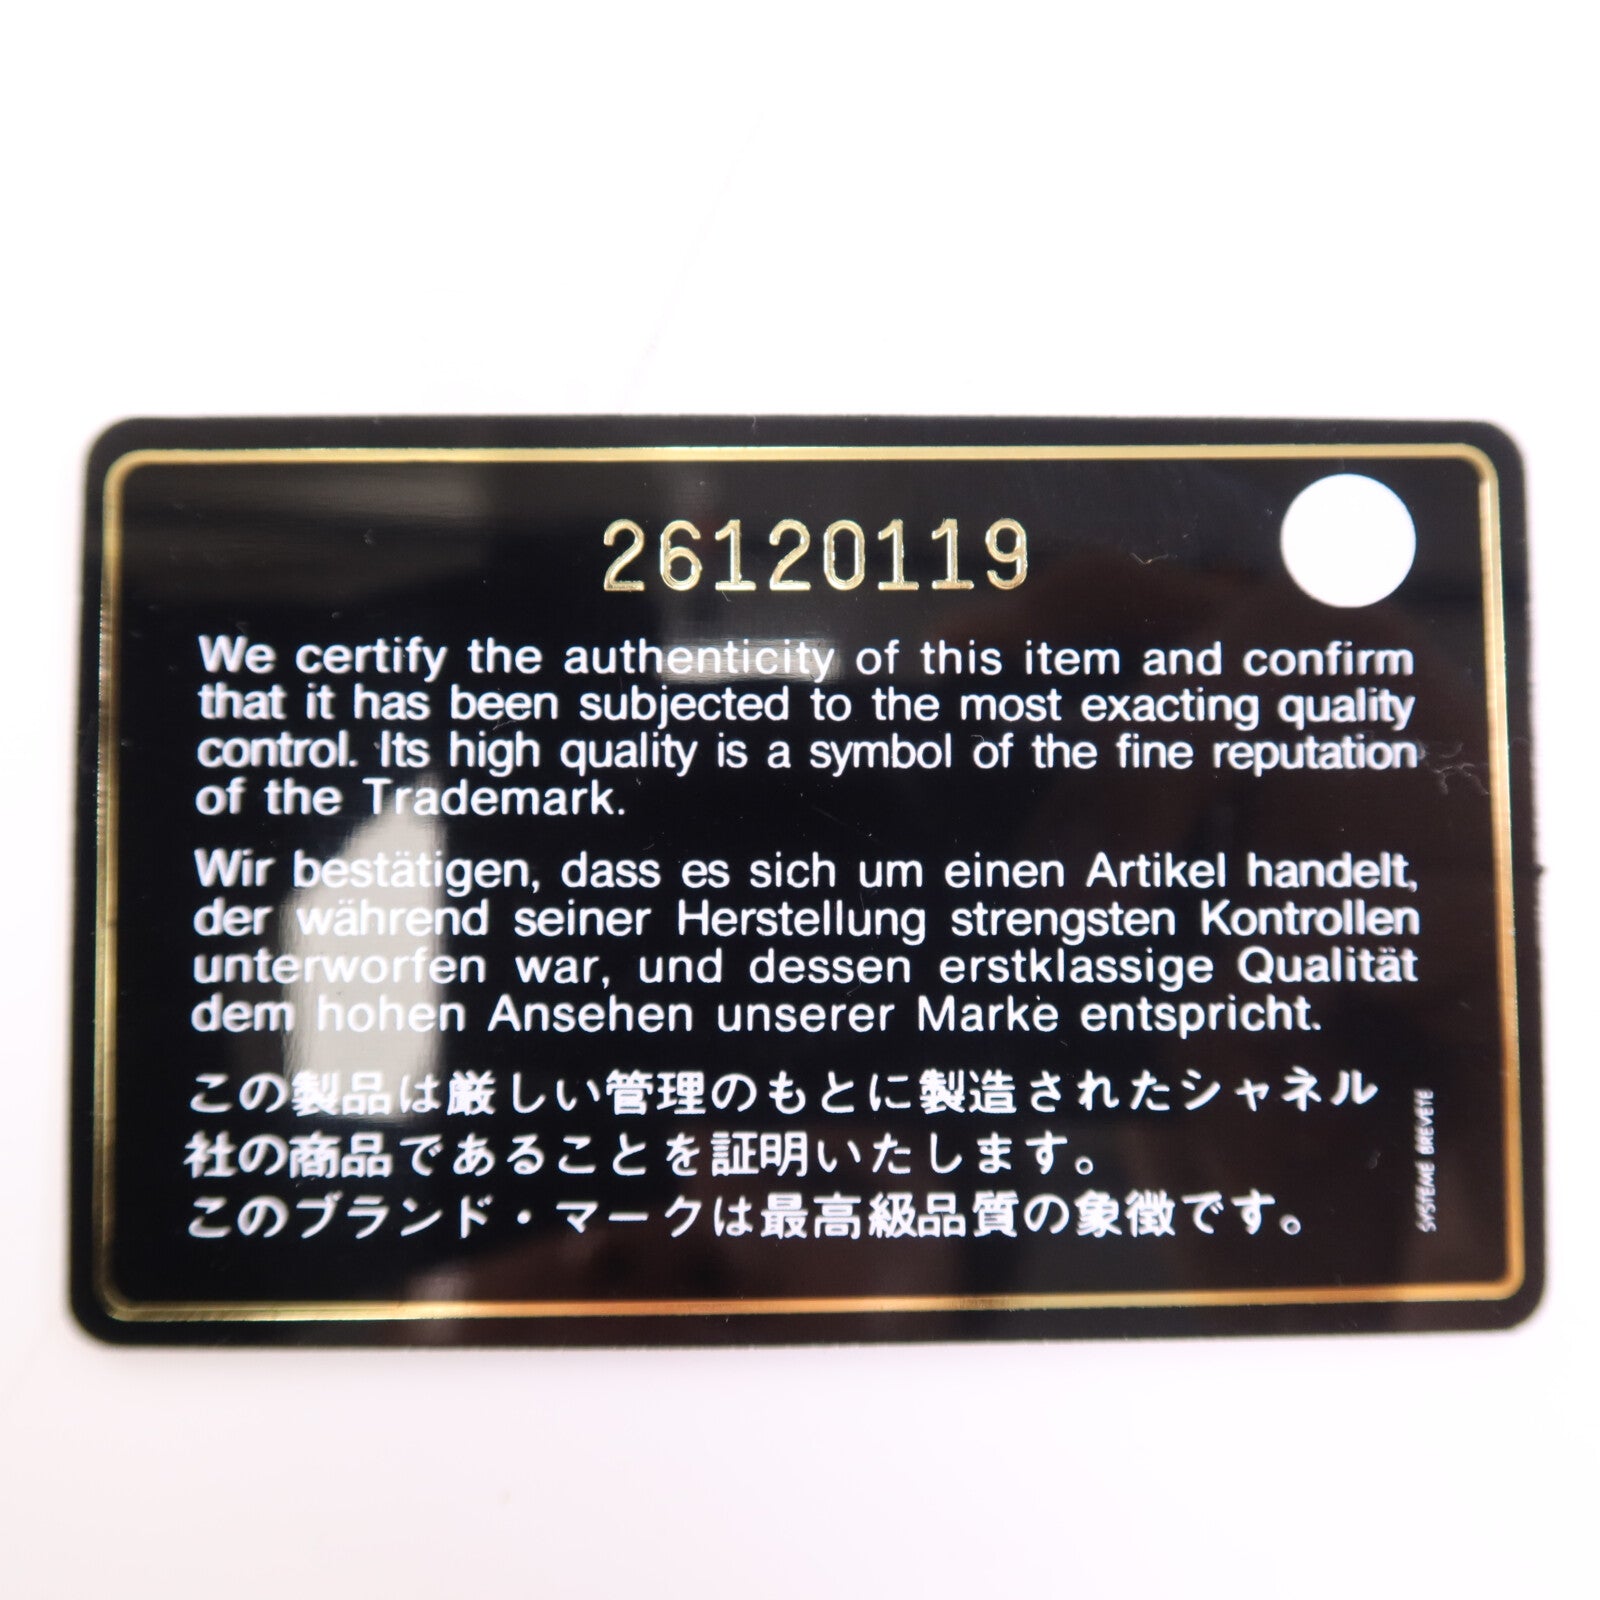 26120119
We certify the authenticity of this item and confirm
that it has been subjected to the most exacting quality
control. Its high quality is a symbol of the fine reputation
of the Trademark.
Wir bestätigen, dass es sich um einen Artikel handelt,
der während seiner Herstellung strengsten Kontrollen
unterworfen war, und dessen erstklassige Qualität
dem hohen Ansehen unserer Marke entspricht.
この製品は厳しい管理のもとに製造されたシャネル
社の商品であることを証明いたします。
このブランド・マークは最高級品質の象徴です。
SYSTEME BREVETE